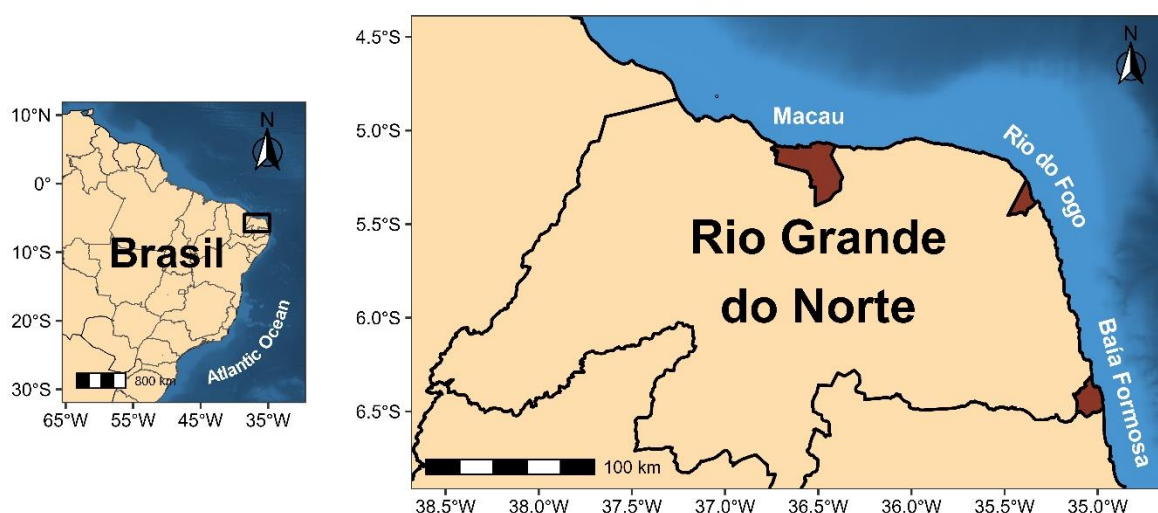 N
10°N
0°
10°S
20°S
30°S
Brasil
Atlantic Ocean
800 km
65°W 55°W 45°W 35°W
N
4.5°S
5.0°S
5.5°S
6.0°S
6.5°S
Macau
Rio do Fogo
Rio Grande
do Norte
Baía Formosa
100 km
38.5°W 38.0°W 37.5°W 37.0°W 36.5°W 36.0°W 35.5°W 35.0°W